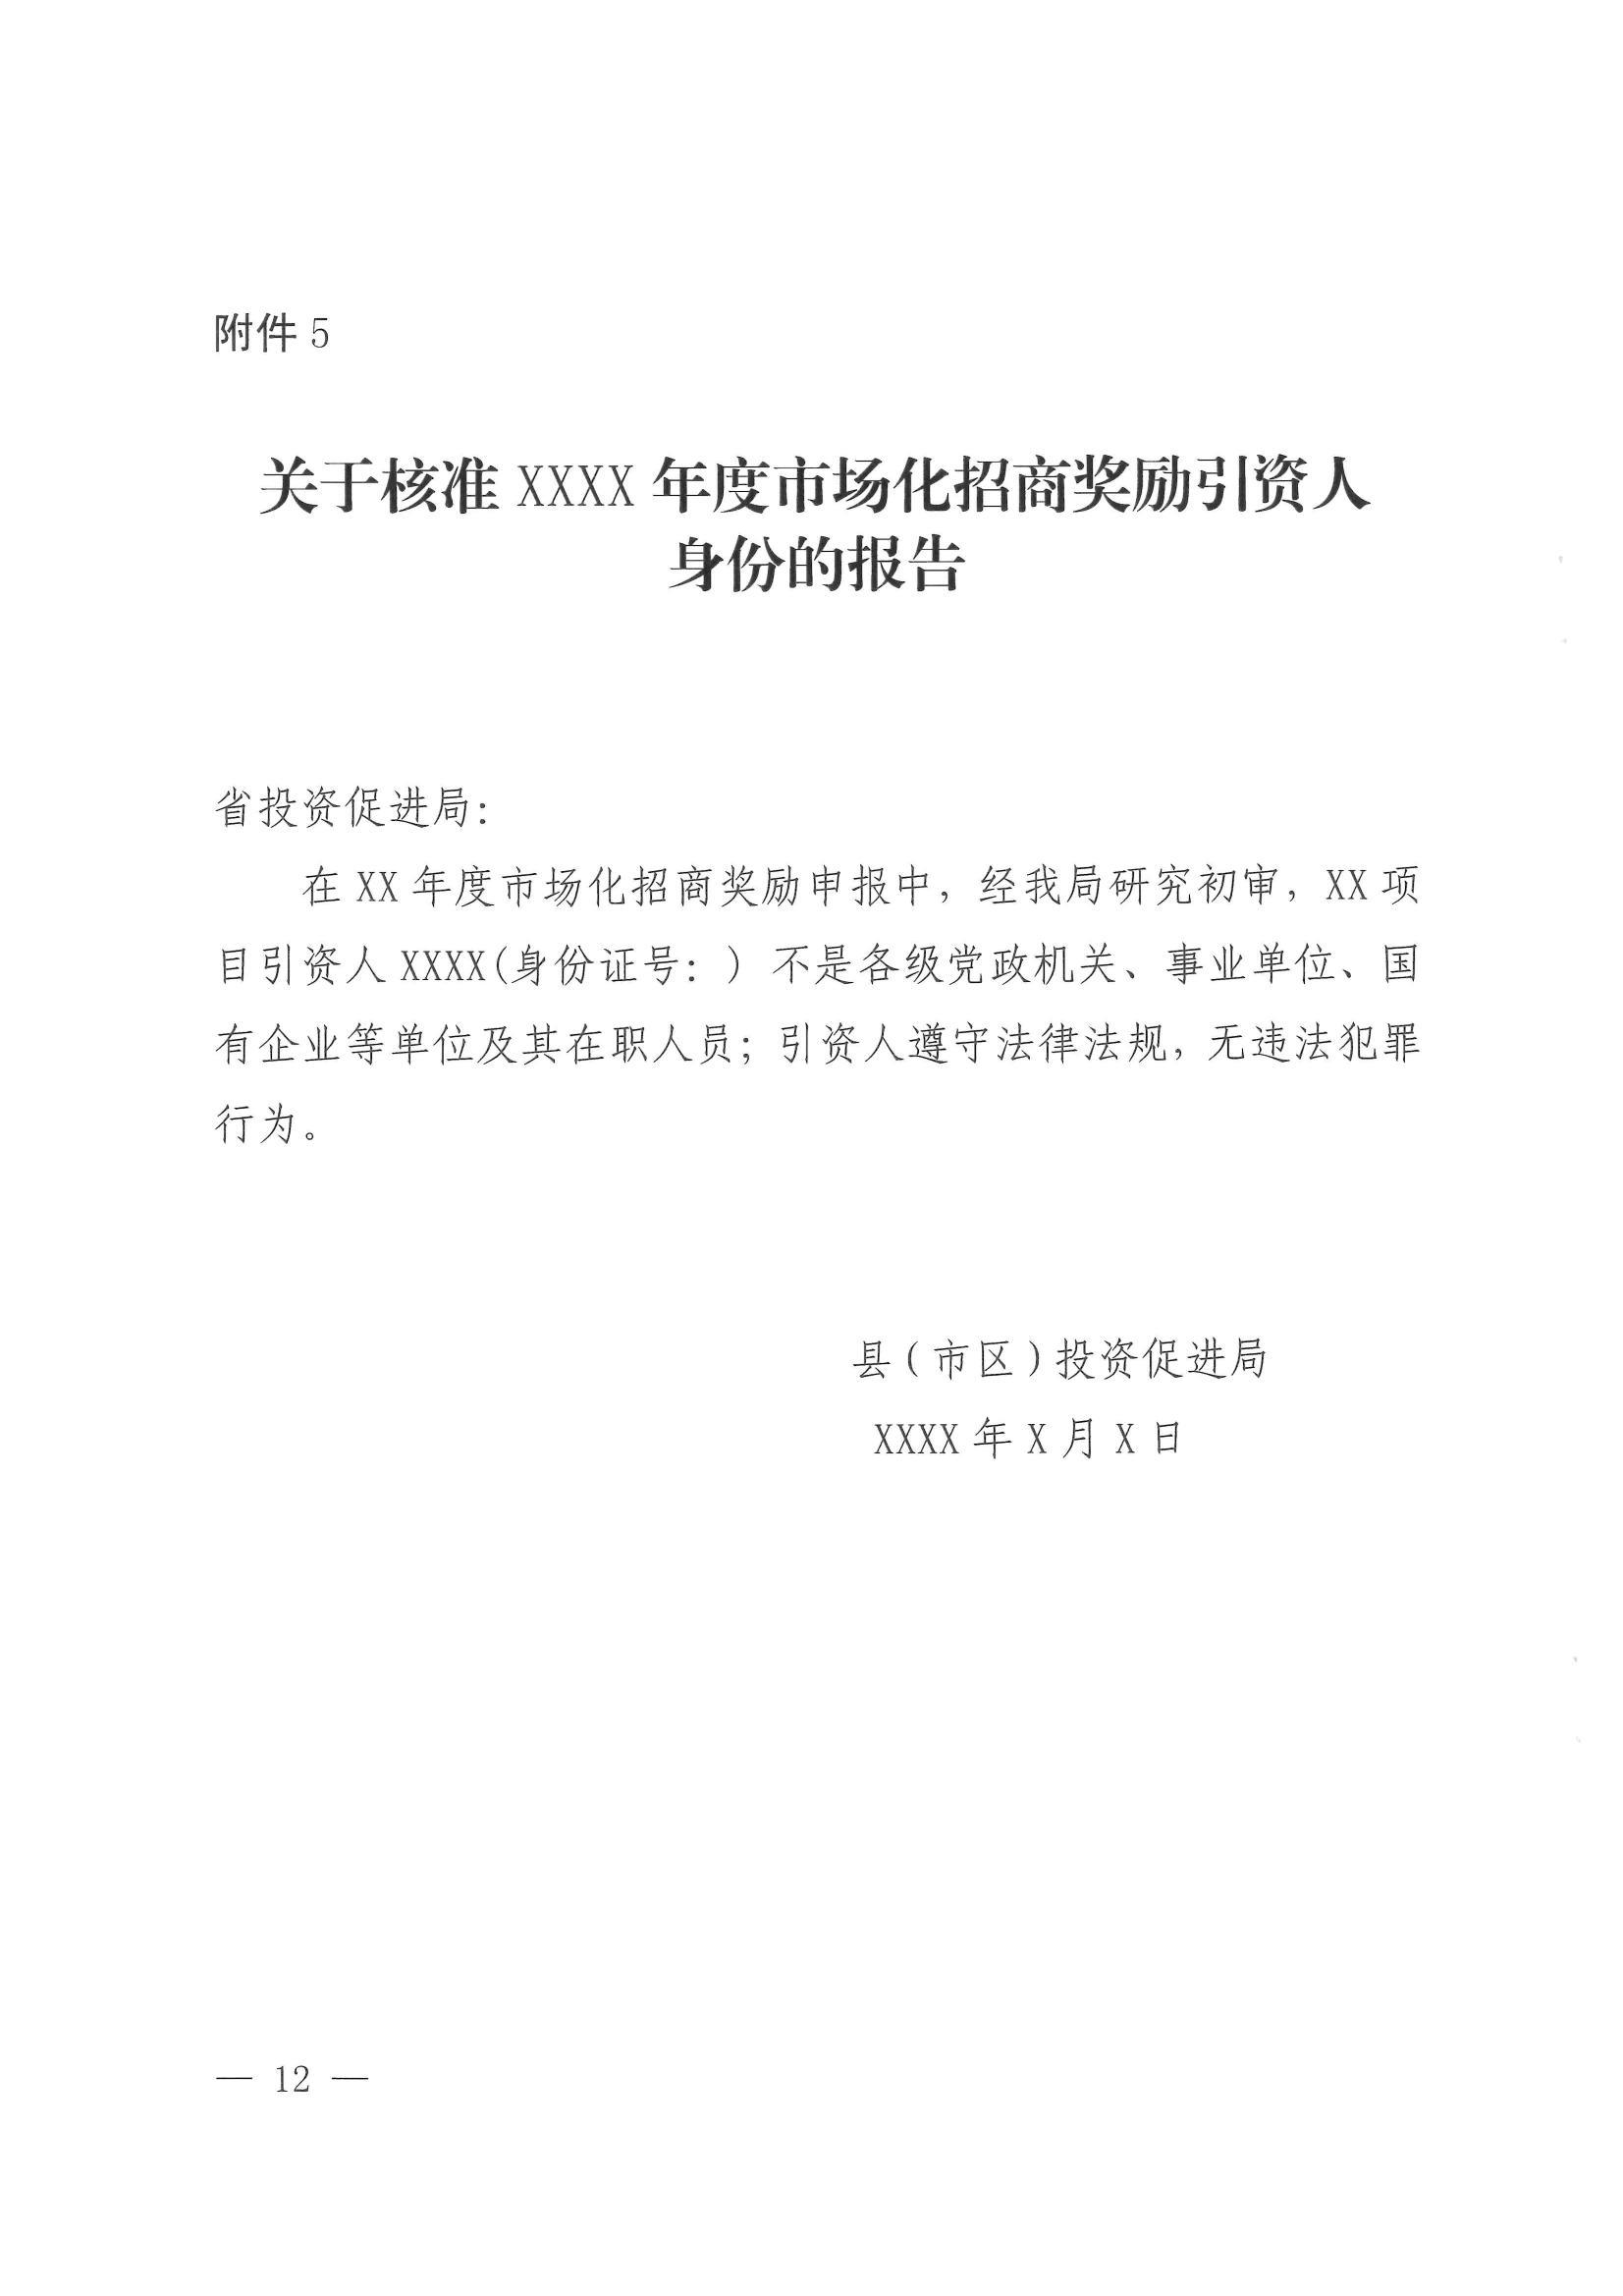 附件 5
关于核准 XXXX 年度市场化招商奖励引资人
身份的报告
省投资促进局：
在 XX 年度市场化招商奖励申报中，经我局研究初审，XX 项
目引资人 XXXX(身份证号：) 不是各级党政机关、事业单位、国
有企业等单位及其在职人员；引资人遵守法律法规，无违法犯罪
行为。
县（市区）投资促进局
XXXX 年 X 月 X 日
— 12 —